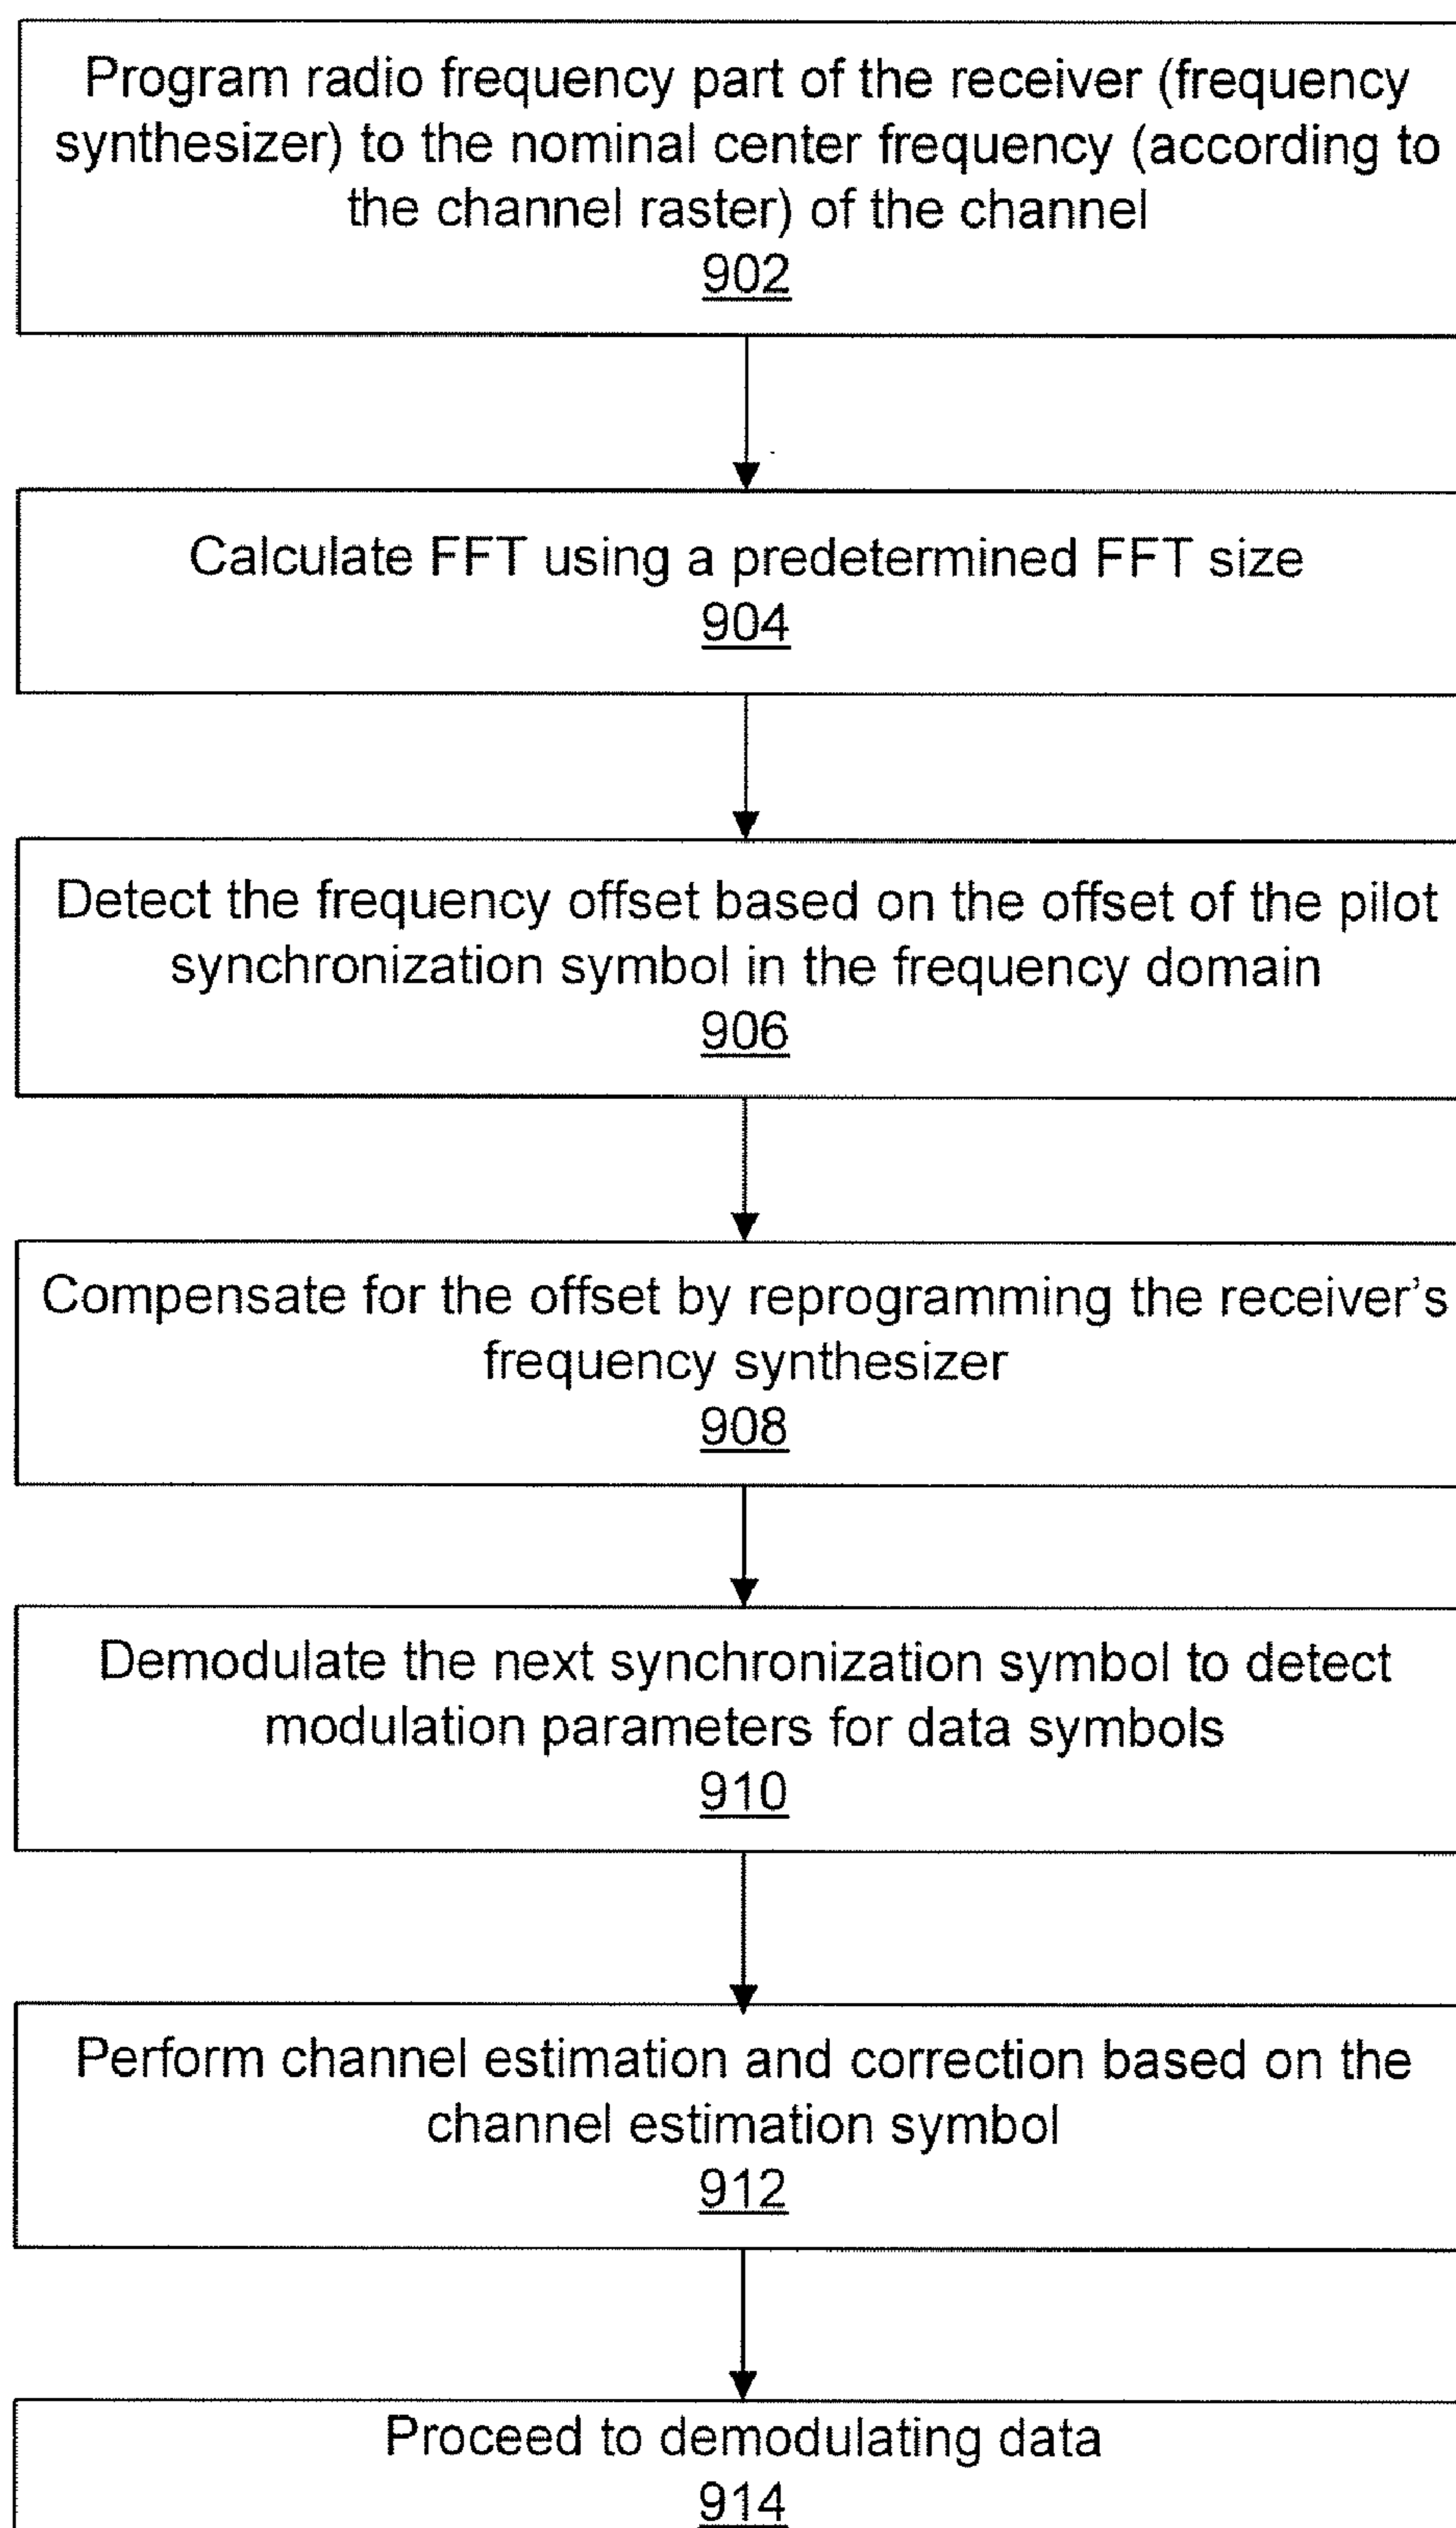 Program radio frequency part of the receiver (frequency
synthesizer) to the nominal center frequency (according to
the channel raster) of the channel
902
Calculate FFT using a predetermined FFT size
904
Detect the frequency offset based on the offset of the pilot
synchronization symbol in the frequency domain
906
Compensate for the offset by reprogramming the receiver's
frequency synthesizer
908
Demodulate the next synchronization symbol to detect
modulation parameters for data symbols
910
Perform channel estimation and correction based on the
channel estimation symbol
912
Proceed to demodulating data
914